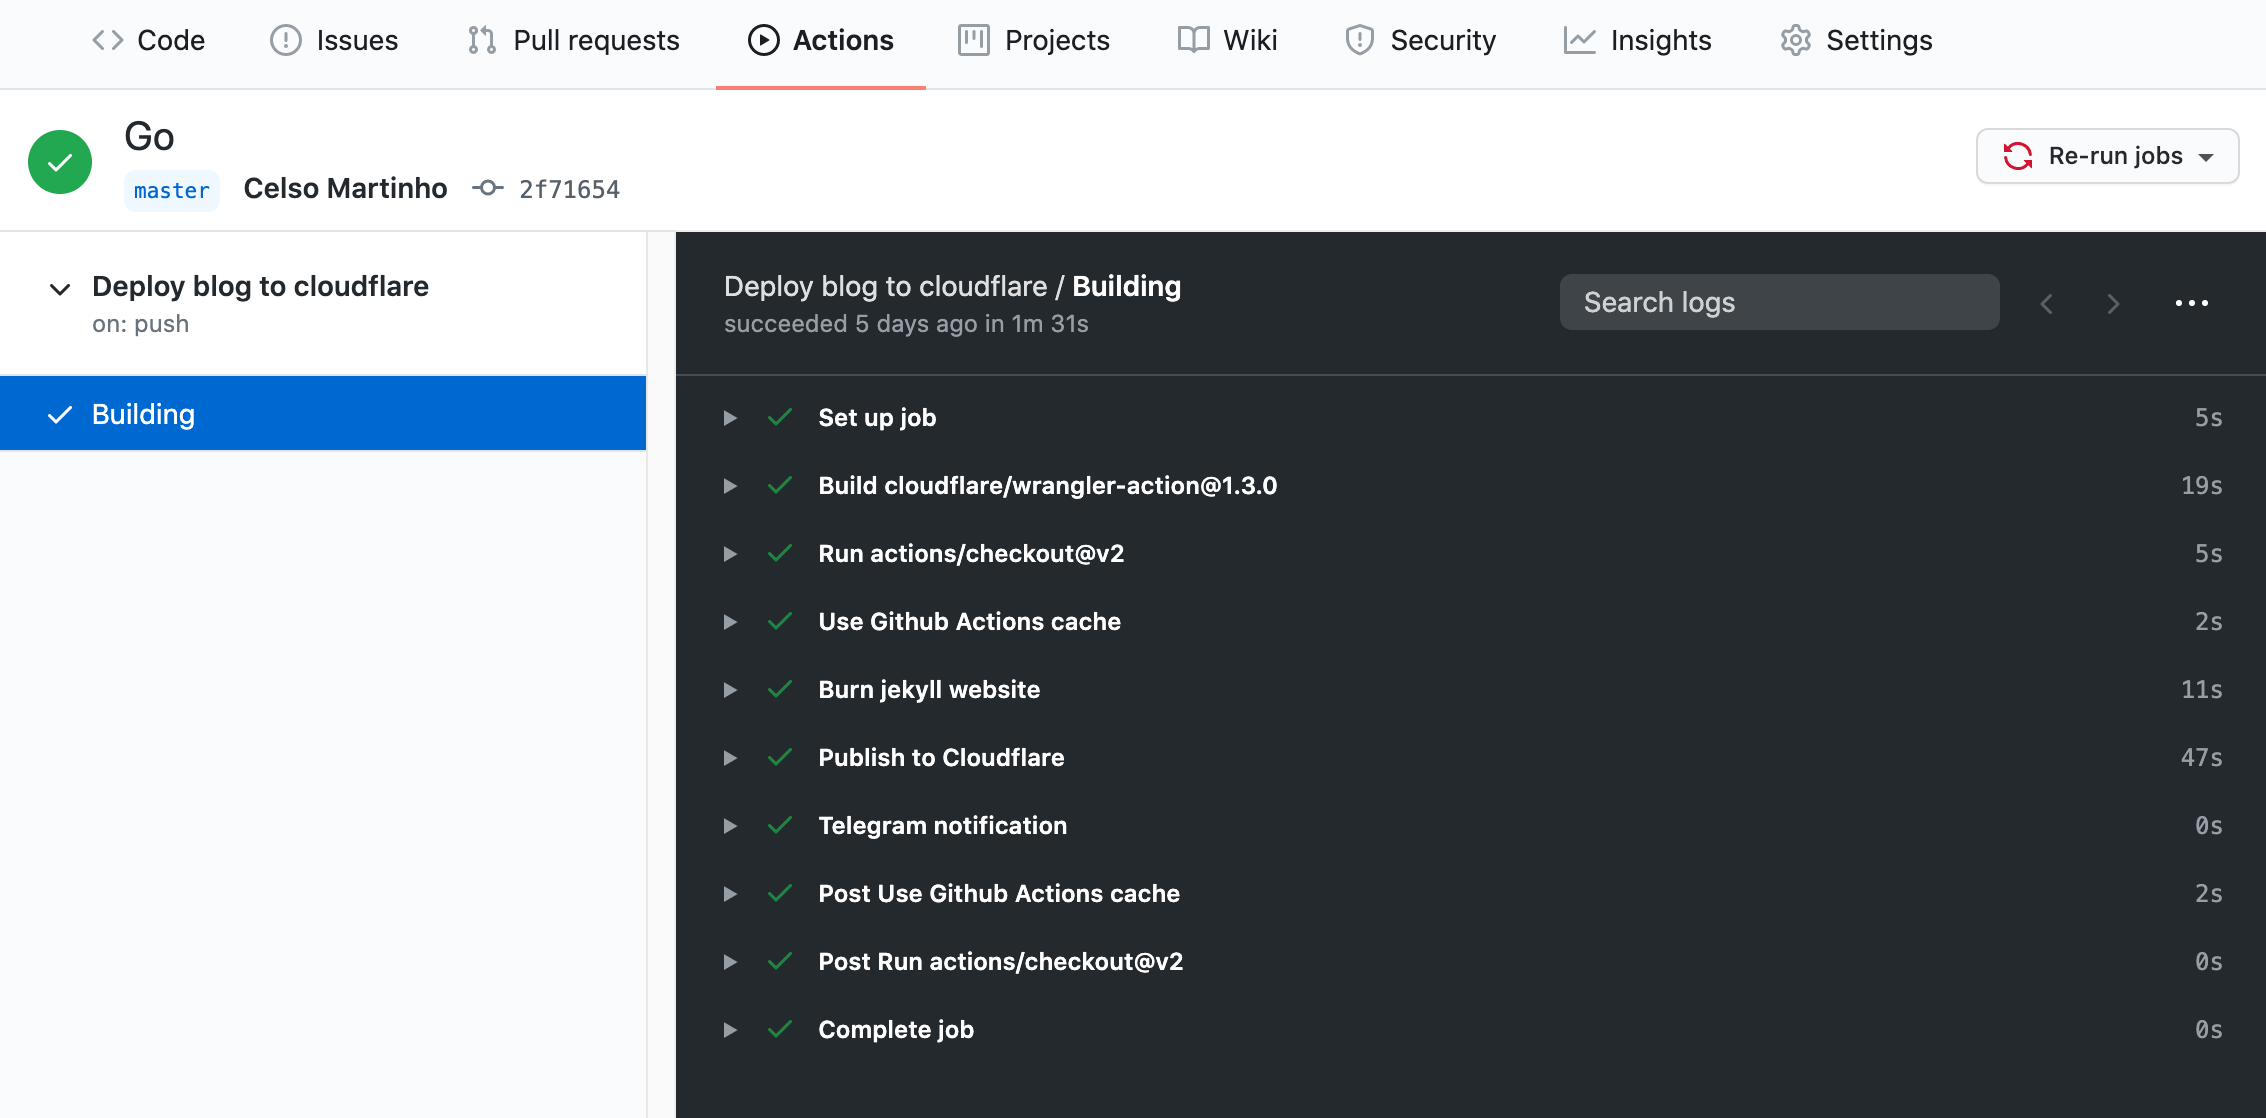 Code Issues Pull requests Actions Projects Wiki Security Insights Settings
Go
master Celso Martinho 2f71654
Re-run jobs
Deploy blog to cloudflare
on: push
Building
Deploy blog to cloudflare / Building
succeeded 5 days ago in 1m 31s
Search logs
Set up job 5s
Build cloudflare/wrangler-action@1.3.0 19s
Run actions/checkout@v2 5s
Use Github Actions cache 2s
Burn jekyll website 11s
Publish to Cloudflare 47s
Telegram notification 0s
Post Use Github Actions cache 2s
Post Run actions/checkout@v2 0s
Complete job 0s